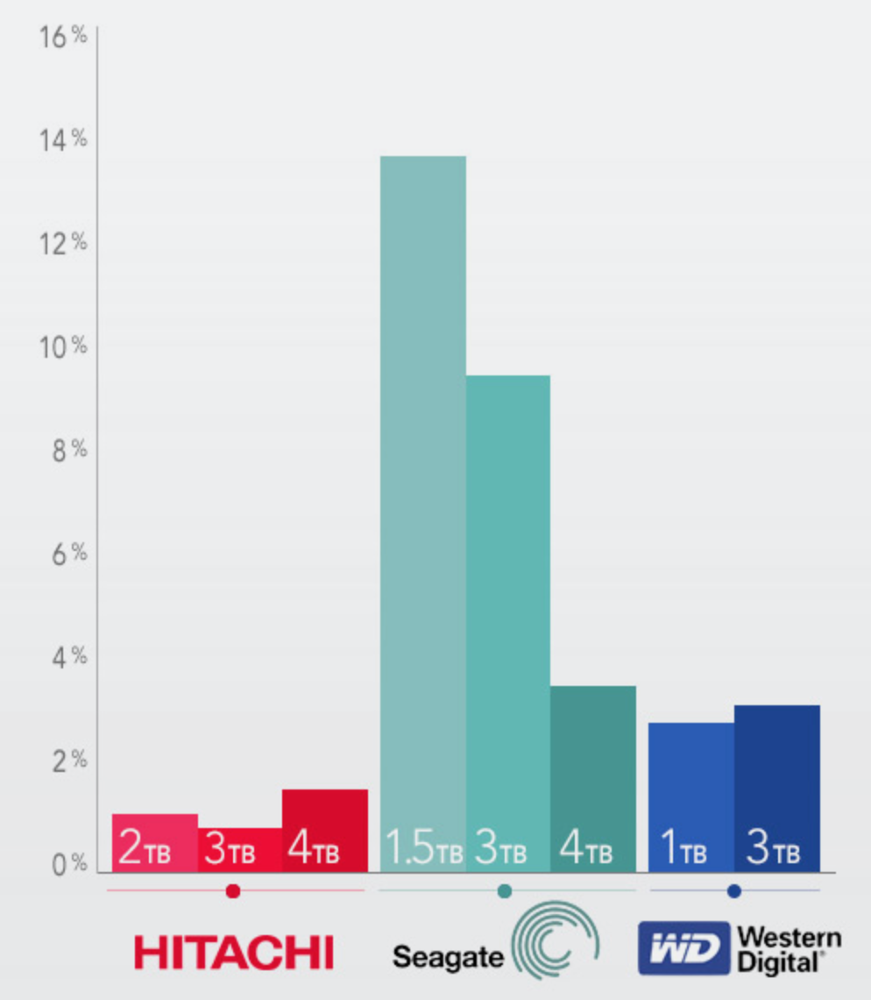 16%
14%
12%
10%
8%
6%
4%
2%
0%
2TB 3TB 4TB 1.5TB 3TB 4TB 1TB 3TB
HITACHI
Seagate
WD
Western
Digital®